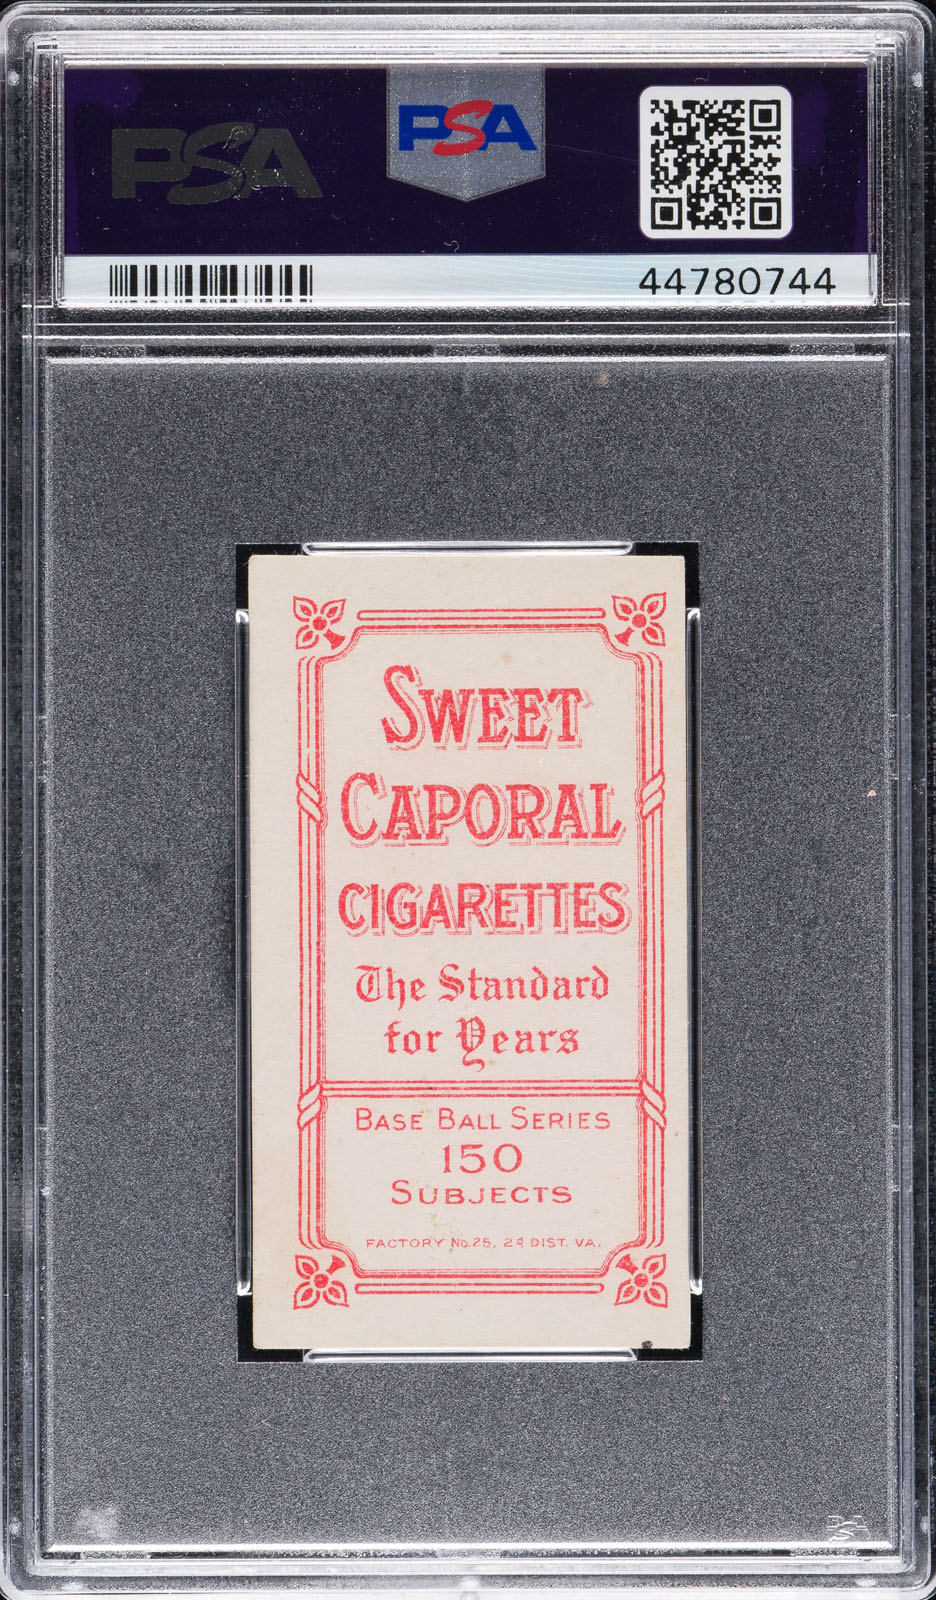 PSA
PSA
44780744
SWEET
CAPORAL
CIGARETTES
The Standard
for Years
BASE BALL SERIES
150
SUBJECTS
FACTORY No. 25, 2d DIST. VA.
PSA